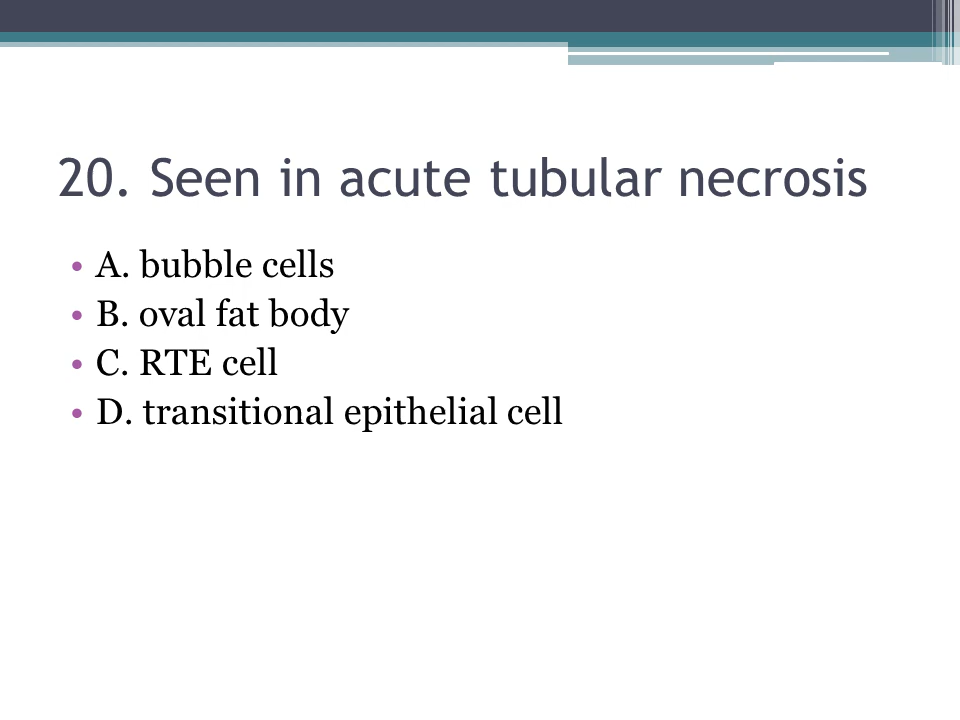 20. Seen in acute tubular necrosis
• A. bubble cells
• B. oval fat body
• C. RTE cell
• D. transitional epithelial cell